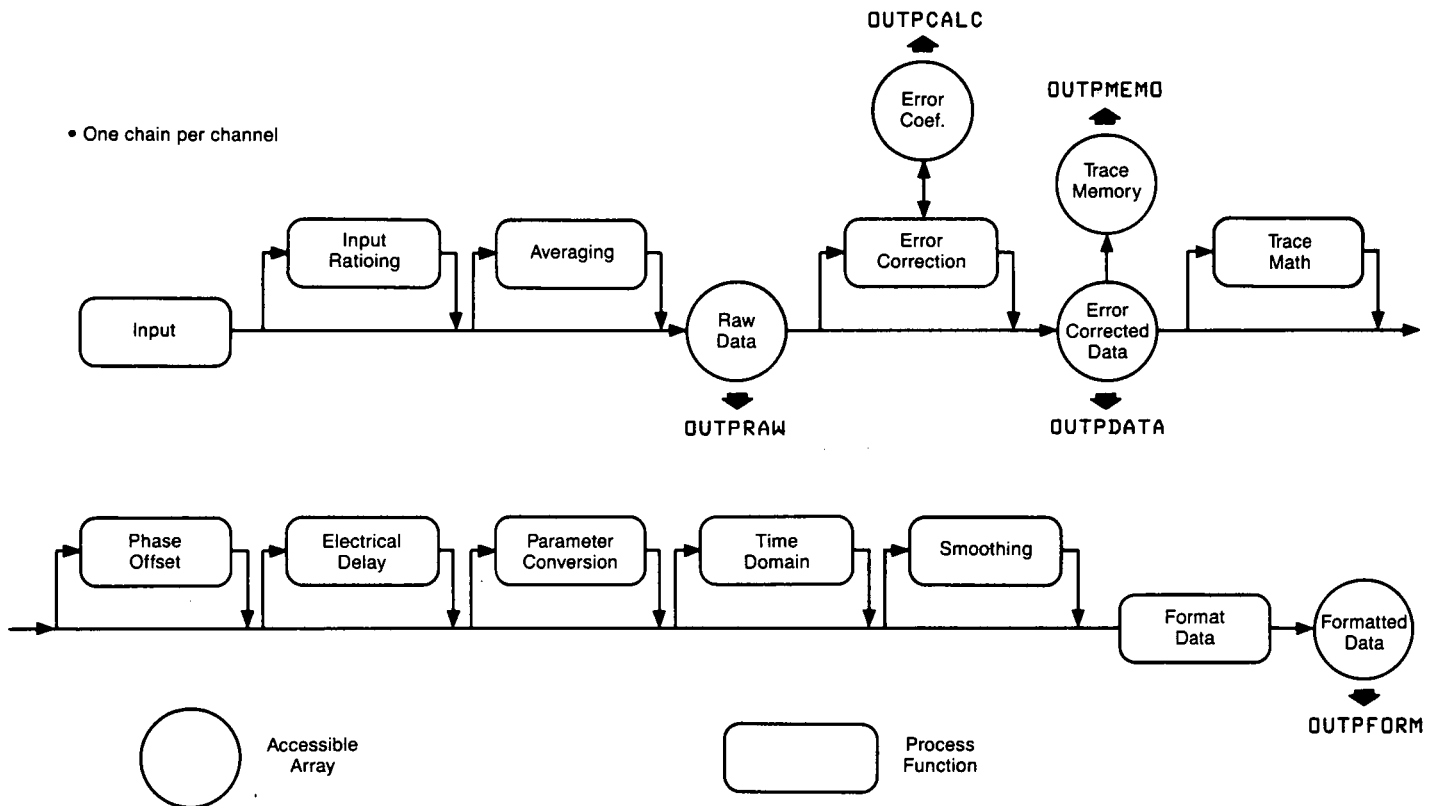 OUTPCALC
Error
Coef.
OUTPMEMO
• One chain per channel
Trace
Memory
Input
Ratioing
Averaging
Error
Correction
Trace
Math
Input
Raw
Data
Error
Corrected
Data
OUTPRAW
OUTPDATA
Phase
Offset
Electrical
Delay
Parameter
Conversion
Time
Domain
Smoothing
Format
Data
Formatted
Data
OUTPFORM
Accessible
Array
Process
Function